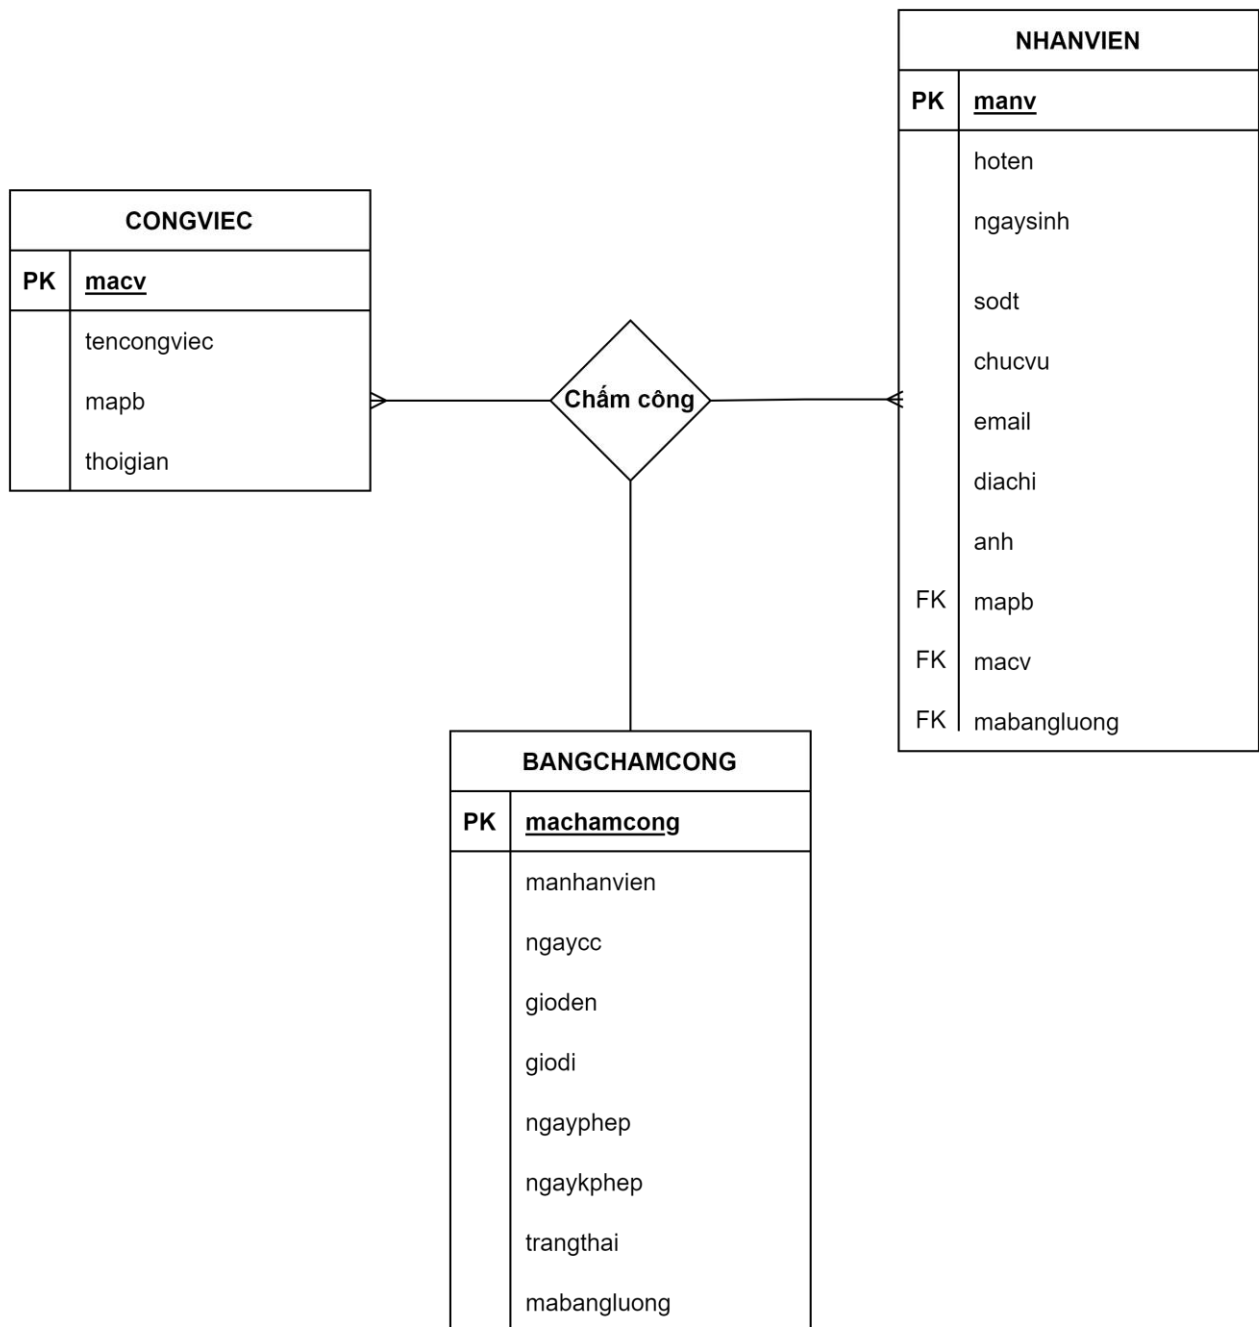 NHANVIEN
PK manv
hoten
ngaysinh
sodt
chucvu
email
diachi
anh
FK mapb
FK macv
FK mabangluong
CONGVIEC
PK macv
tencongviec
mapb
thoigian
Chấm công
BANGCHAMCONG
PK machamcong
manhanvien
ngaycc
gioden
giodi
ngayphep
ngaykphep
trangthai
mabangluong